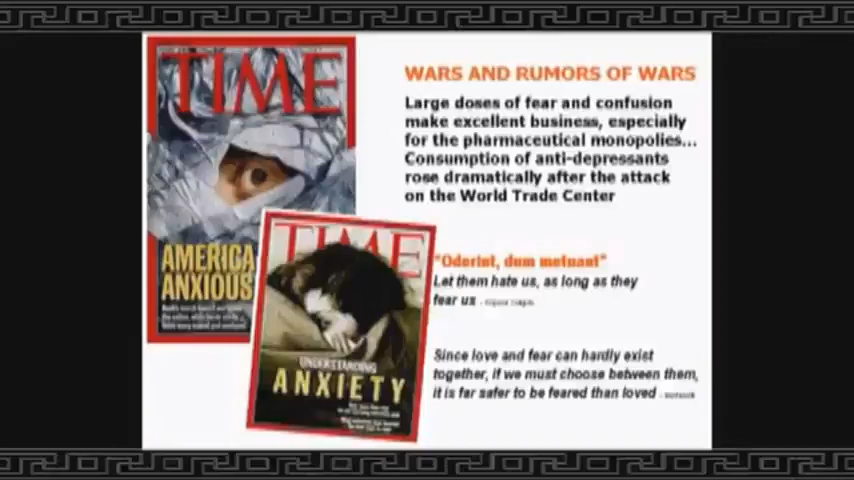 TIME
AMERICA
ANXIOUS
TIME
UNDERSTANDING
ANXIETY
WARS AND RUMORS OF WARS
Large doses of fear and confusion
make excellent business, especially
for the pharmaceutical monopolies...
Consumption of anti-depressants
rose dramatically after the attack
on the World Trade Center
"Oderint, dum metuant"
Let them hate us, as long as they
fear us -
Since love and fear can hardly exist
together, if we must choose between them,
it is far safer to be feared than loved -